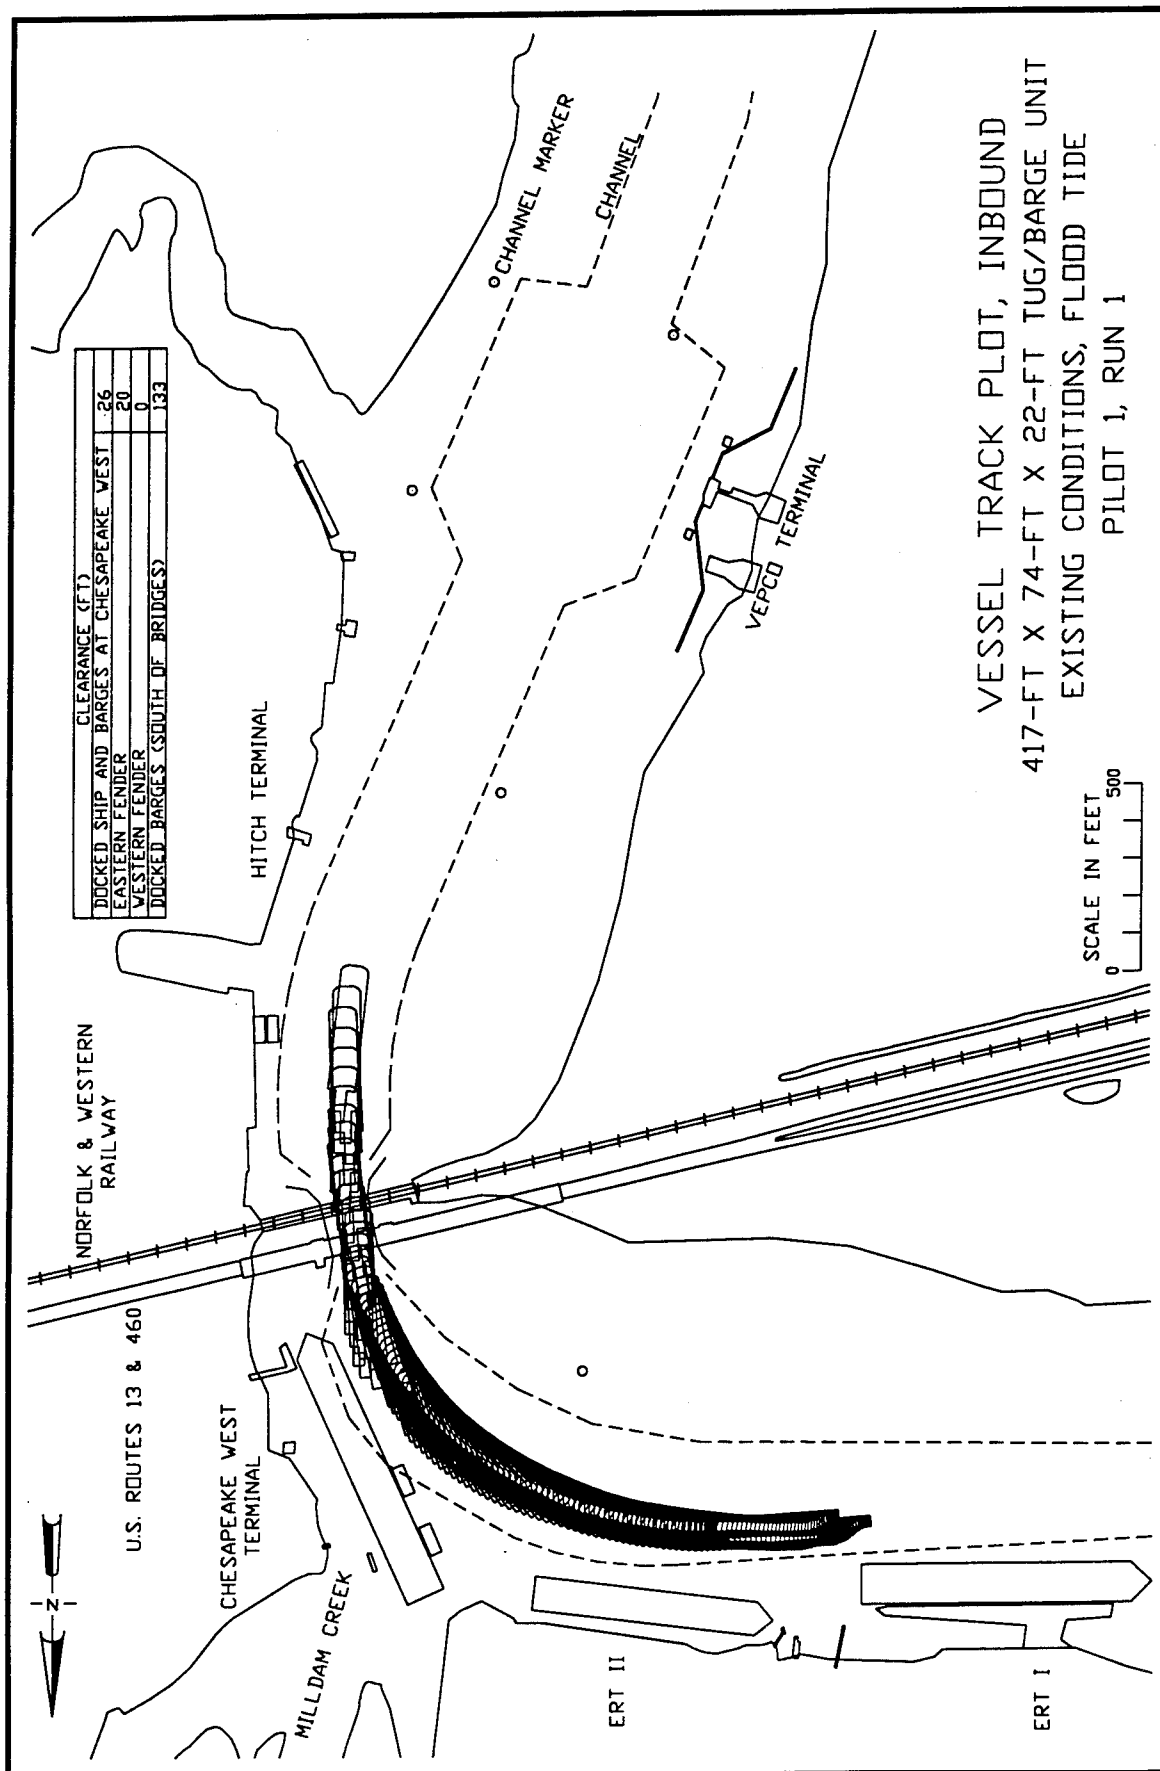 CLEARANCE (FT)
DOCKED SHIP AND BARGES AT CHESAPEAKE WEST 26
EASTERN FENDER 20
WESTERN FENDER 0
DOCKED BARGES (SOUTH OF BRIDGES) 133
N
U.S. ROUTES 13 & 460
NORFOLK & WESTERN
RAILWAY
HITCH TERMINAL
CHESAPEAKE WEST
TERMINAL
MILLDAM CREEK
CHANNEL MARKER
CHANNEL
VEPCO TERMINAL
ERT II
ERT I
SCALE IN FEET
0 500
VESSEL TRACK PLOT, INBOUND
417-FT X 74-FT X 22-FT TUG/BARGE UNIT
EXISTING CONDITIONS, FLOOD TIDE
PILOT 1, RUN 1